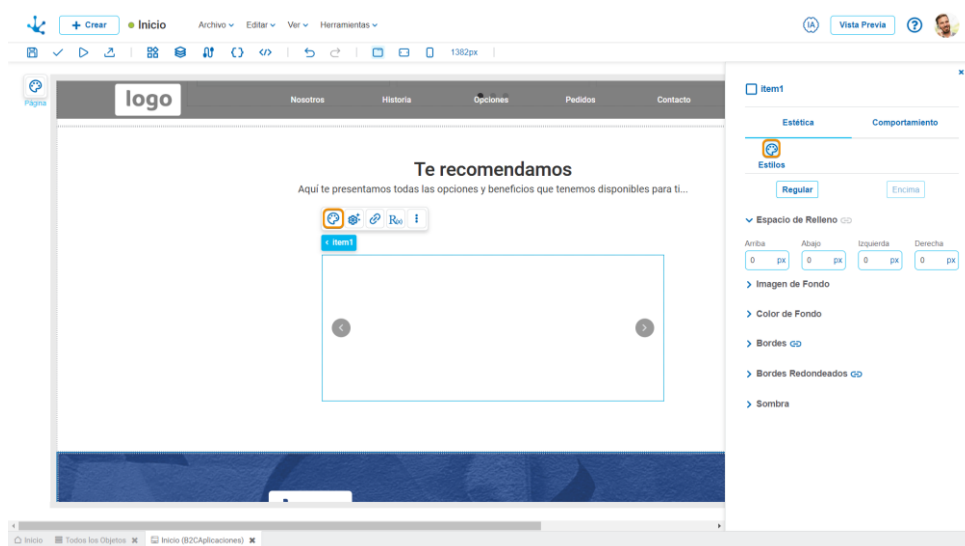 Crear
Inicio
Archivo
Editar
Ver
Herramientas
IA
Vista Previa
?
1382px
Página
logo
Nosotros
Historia
Opciones
Pedidos
Contacto
Te recomendamos
Aquí te presentamos todas las opciones y beneficios que tenemos disponibles para ti...
item1
item1
Estética
Comportamiento
Estilos
Regular
Encima
Espacio de Relleno
Arriba
Abajo
Izquierda
Derecha
0 px
0 px
0 px
0 px
Imagen de Fondo
Color de Fondo
Bordes
Bordes Redondeados
Sombra
Inicio
Todos los Objetos
Inicio (B2CAplicaciones)